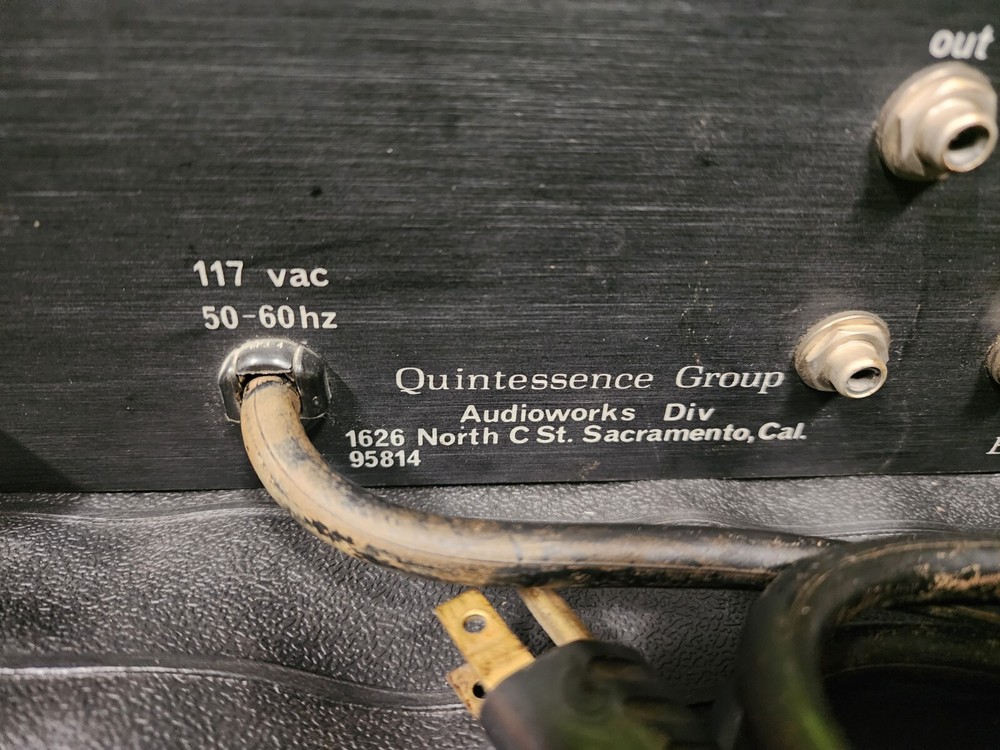 out
117 vac
50-60hz
Quintessence Group
Audioworks Div
1626 North C St. Sacramento, Cal.
95814